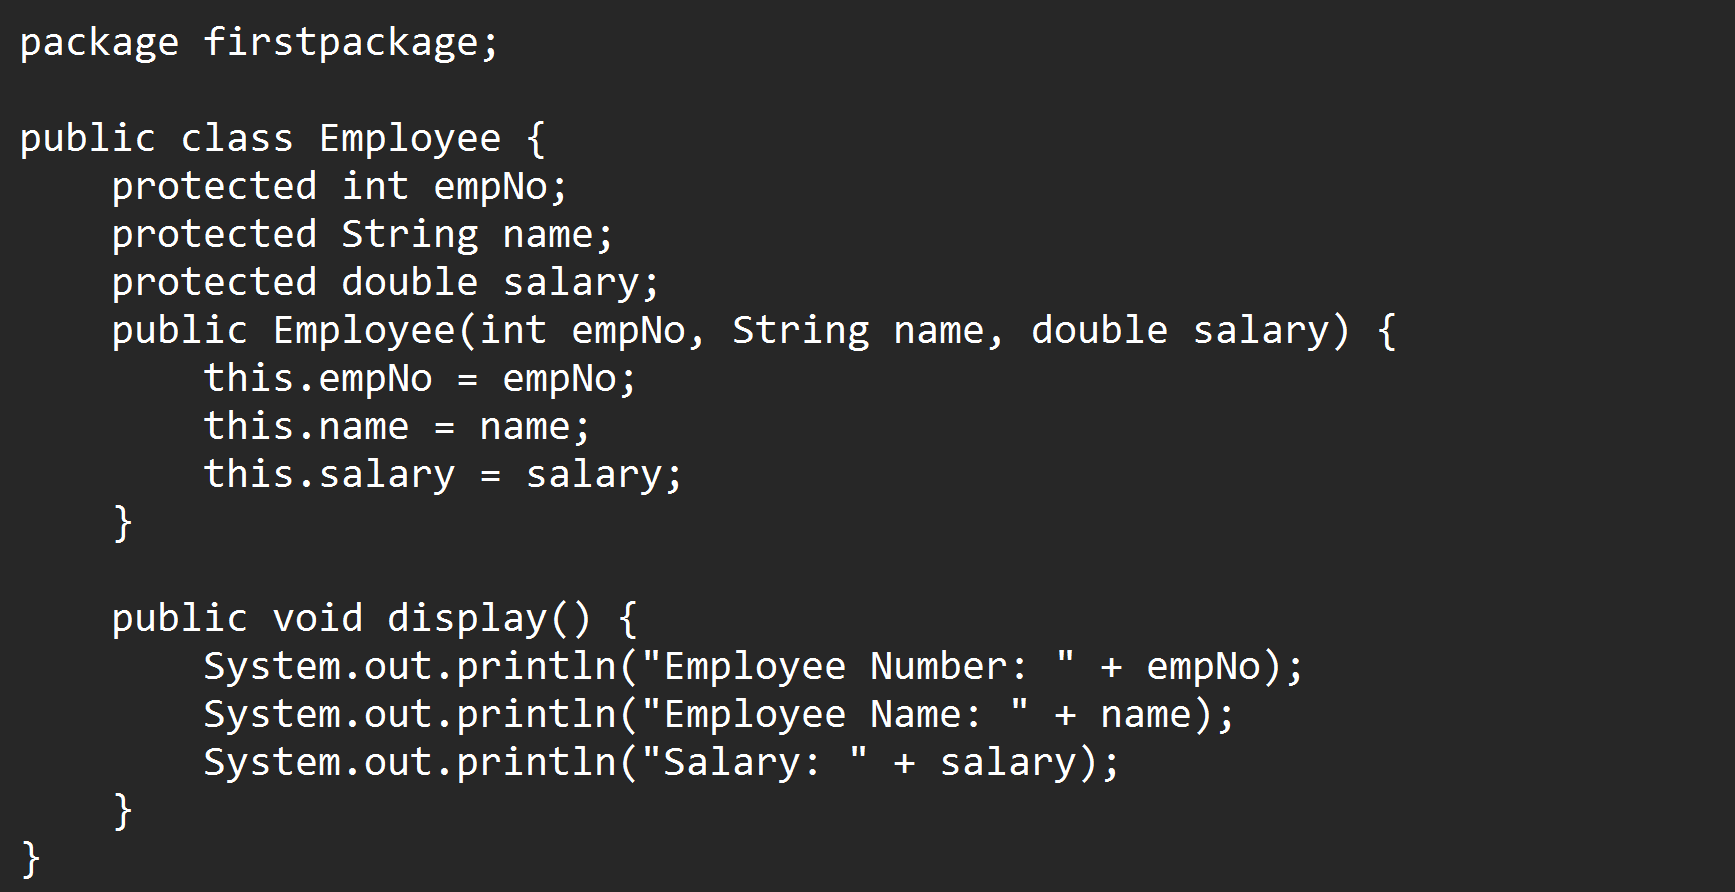 package firstpackage;
public class Employee {
    protected int empNo;
    protected String name;
    protected double salary;
    public Employee(int empNo, String name, double salary) {
        this.empNo = empNo;
        this.name = name;
        this.salary = salary;
    }
    public void display() {
        System.out.println("Employee Number: " + empNo);
        System.out.println("Employee Name: " + name);
        System.out.println("Salary: " + salary);
    }
}